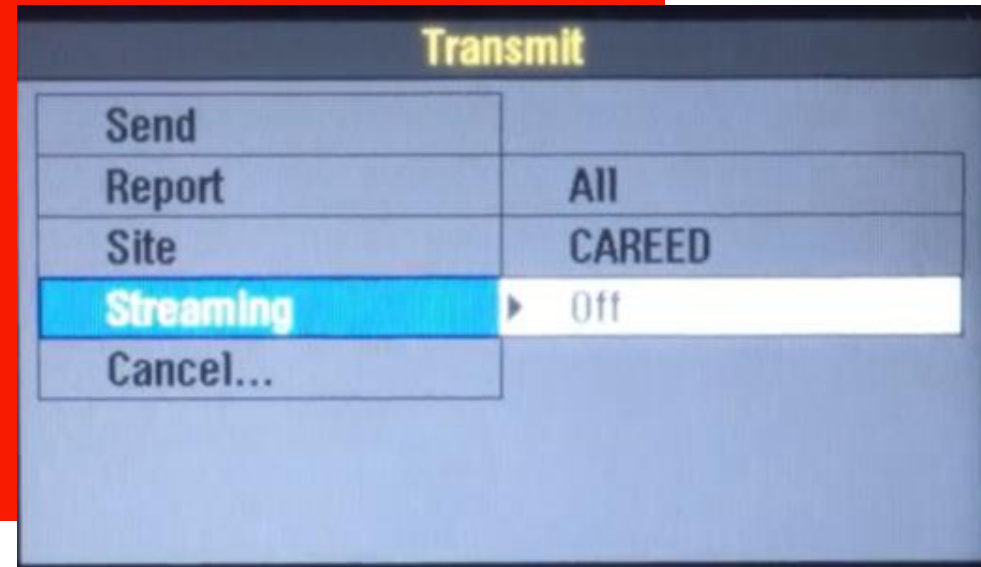 Transmit
Send
Report All
Site CAREED
Streaming Off
Cancel...